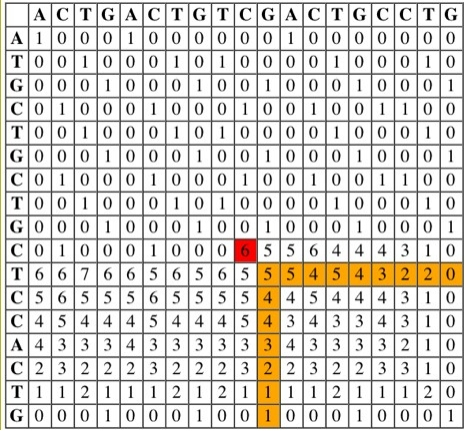 A C T G A C T G T C G A C T G C C T G
A 1 0 0 0 1 0 0 0 0 0 0 1 0 0 0 0 0 0 0
T 0 0 1 0 0 0 1 0 1 0 0 0 0 1 0 0 0 1 0
G 0 0 0 1 0 0 0 1 0 0 1 0 0 0 1 0 0 0 1
C 0 1 0 0 0 1 0 0 0 1 0 0 1 0 0 1 1 0 0
T 0 0 1 0 0 0 1 0 1 0 0 0 0 1 0 0 0 1 0
G 0 0 0 1 0 0 0 1 0 0 1 0 0 0 1 0 0 0 1
C 0 1 0 0 0 1 0 0 0 1 0 0 1 0 0 1 1 0 0
T 0 0 1 0 0 0 1 0 1 0 0 0 0 1 0 0 0 1 0
G 0 0 0 1 0 0 0 1 0 0 1 0 0 0 1 0 0 0 1
C 0 1 0 0 0 1 0 0 0 6 5 5 6 4 4 4 3 1 0
T 6 6 7 6 6 5 6 5 6 5 5 5 4 5 4 3 2 2 0
C 5 6 5 5 5 6 5 5 5 5 4 4 5 4 4 4 3 1 0
C 4 5 4 4 4 5 4 4 4 5 4 3 4 3 3 4 3 1 0
A 4 3 3 3 4 3 3 3 3 3 3 4 3 3 3 3 2 1 0
C 2 3 2 2 2 3 2 2 2 3 2 2 3 2 2 3 3 1 0
T 1 1 2 1 1 1 2 1 2 1 1 1 1 2 1 1 1 2 0
G 0 0 0 1 0 0 0 1 0 0 1 0 0 0 1 0 0 0 1